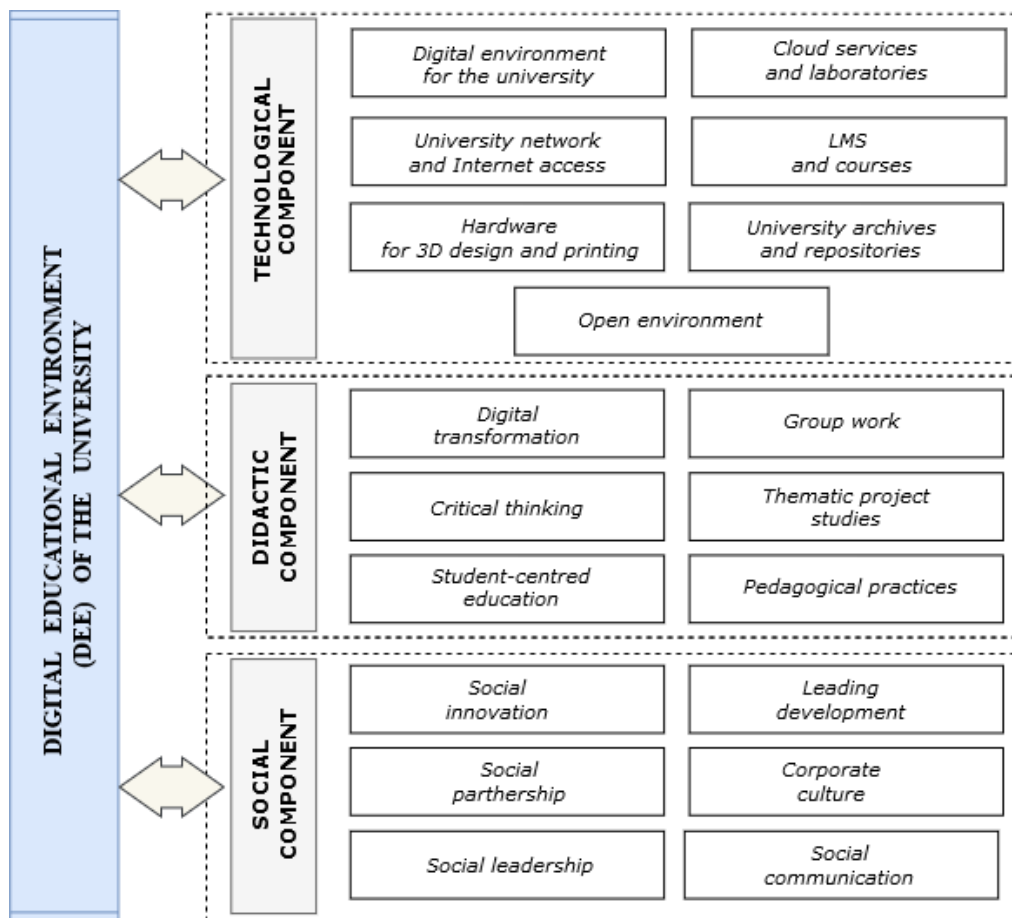 DIGITAL EDUCATIONAL ENVIRONMENT
(DEE) OF THE UNIVERSITY
TECHNOLOGICAL
COMPONENT
Digital environment
for the university
Cloud services
and laboratories
University network
and Internet access
LMS
and courses
Hardware
for 3D design and printing
University archives
and repositories
Open environment
DIDACTIC
COMPONENT
Digital
transformation
Group work
Critical thinking
Thematic project
studies
Student-centred
education
Pedagogical practices
SOCIAL
COMPONENT
Social
innovation
Leading
development
Social
parthership
Corporate
culture
Social leadership
Social
communication